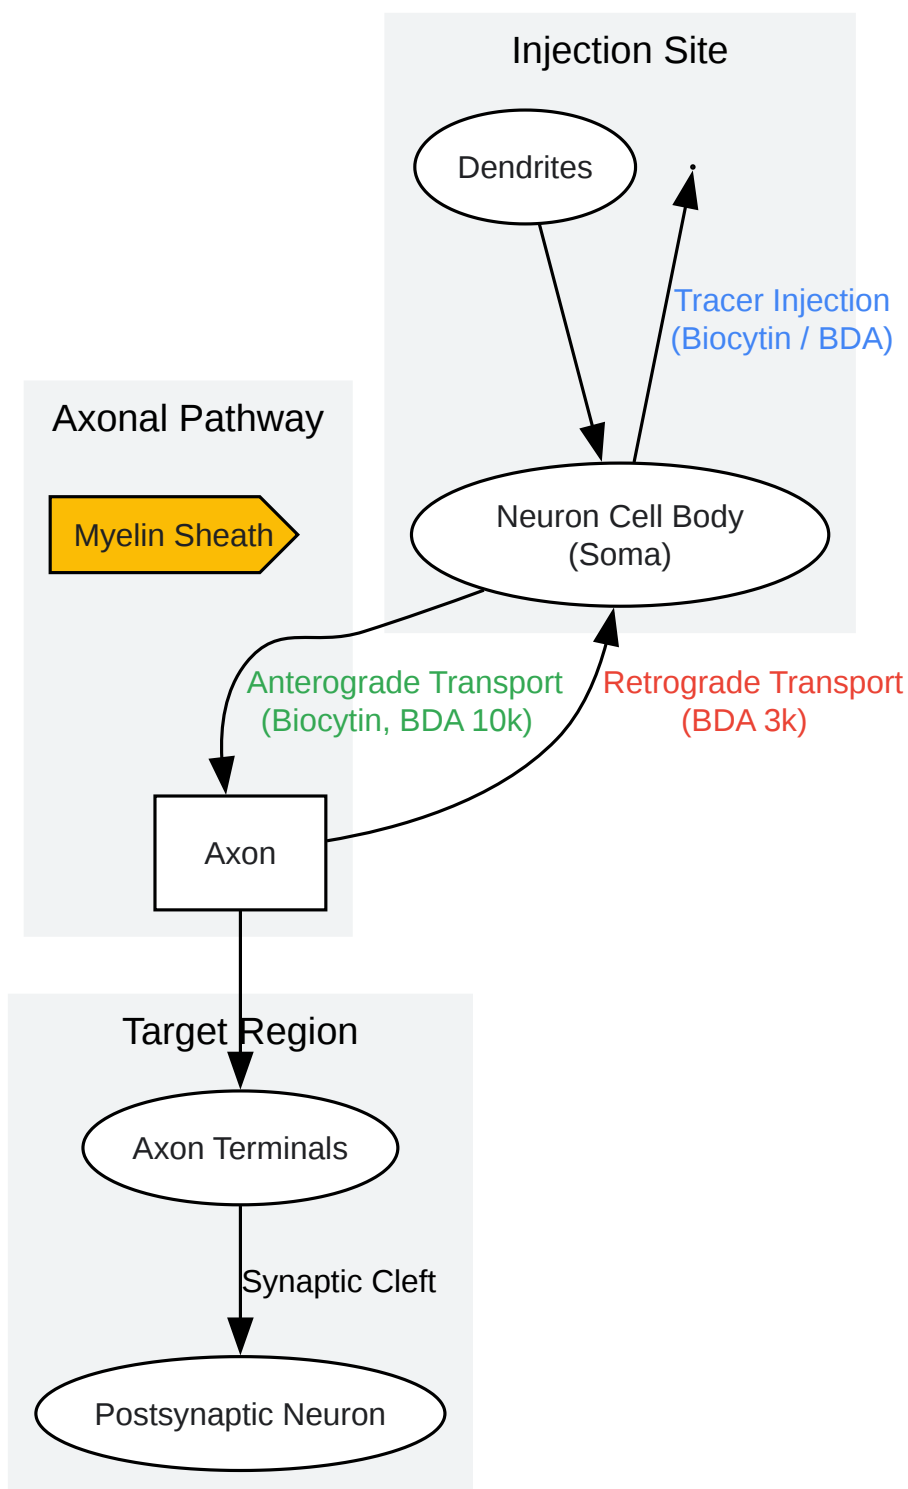 Injection Site
Dendrites
Tracer Injection
(Biocytin / BDA)
Axonal Pathway
Myelin Sheath
Neuron Cell Body
(Soma)
Anterograde Transport
(Biocytin, BDA 10k)
Retrograde Transport
(BDA 3k)
Axon
Target Region
Axon Terminals
Synaptic Cleft
Postsynaptic Neuron